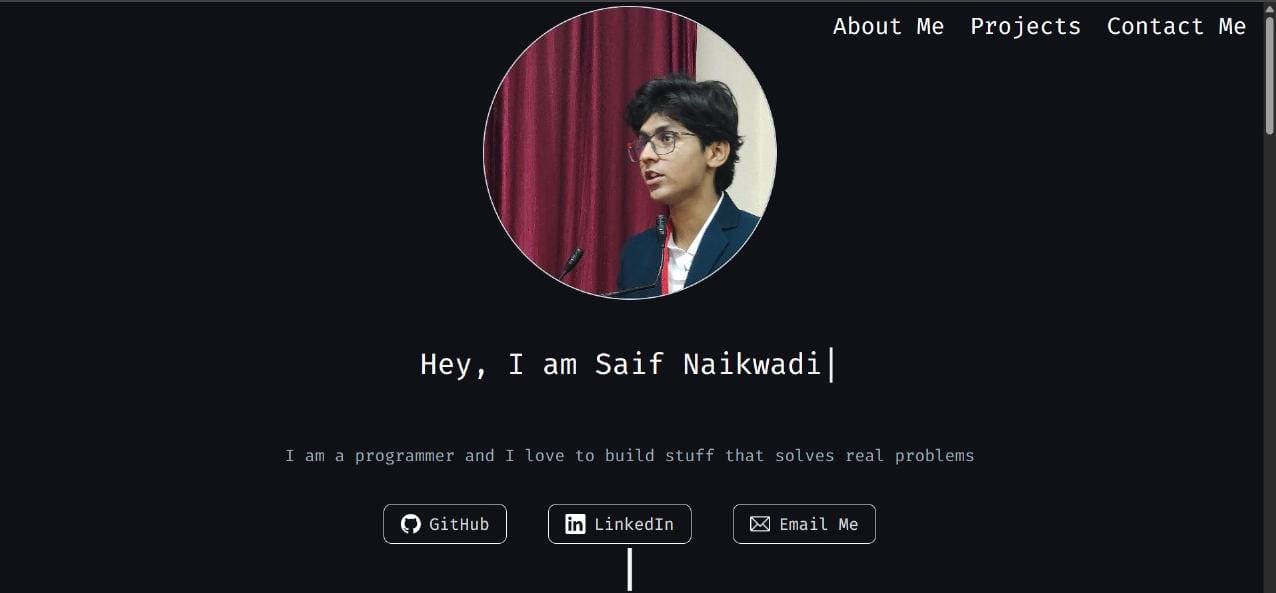 About Me Projects Contact Me
Hey, I am Saif Naikwadi
I am a programmer and I love to build stuff that solves real problems
GitHub LinkedIn Email Me